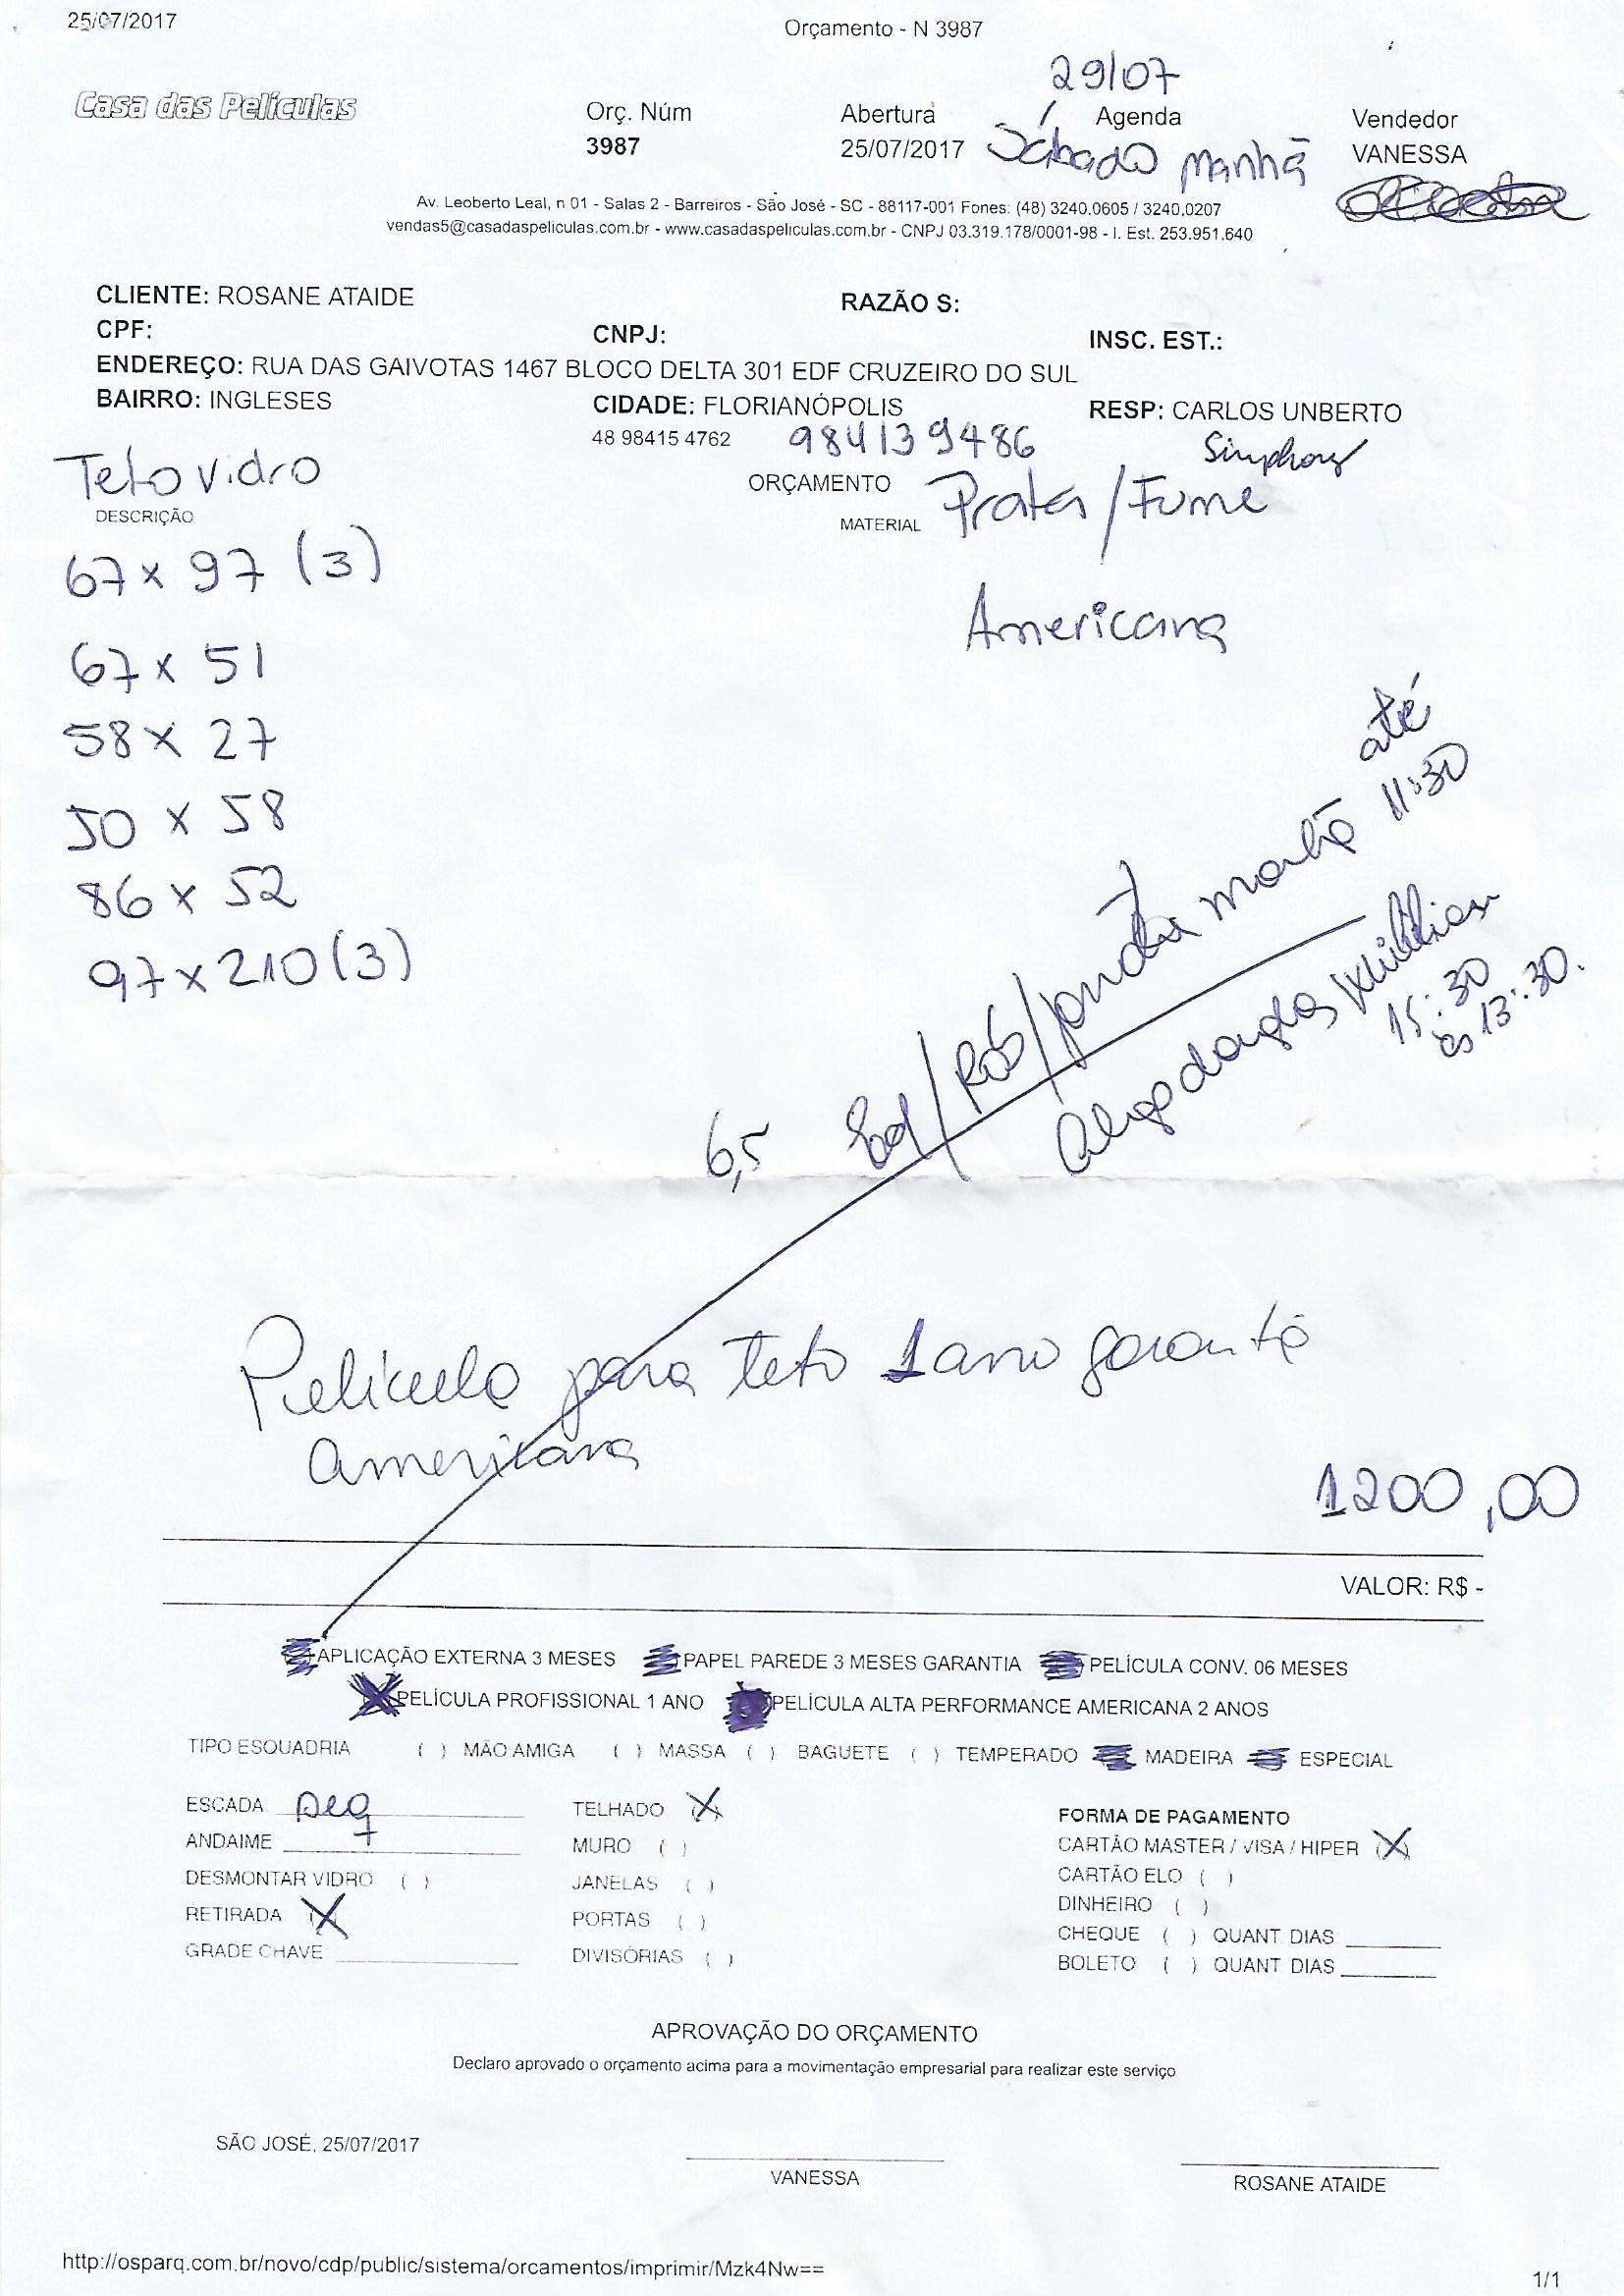 25/07/2017
Orçamento - N 3987
29/07
Casa das Películas
Orç. Núm
Abertura
Agenda
Vendedor
3987
25/07/2017
Sábado manhã
VANESSA
Av. Leoberto Leal, n 01 - Salas 2 - Barreiros - São José - SC - 88117-001 Fones: (48) 3240.0605 / 3240.0207
vendas5@casadaspeliculas.com.br - www.casadaspeliculas.com.br - CNPJ 03.319.178/0001-98 - I. Est. 253.951.640
CLIENTE: ROSANE ATAIDE
RAZÃO S:
CPF:
CNPJ:
INSC. EST.:
ENDEREÇO: RUA DAS GAIVOTAS 1467 BLOCO DELTA 301 EDF CRUZEIRO DO SUL
BAIRRO: INGLESES
CIDADE: FLORIANÓPOLIS
RESP: CARLOS UNBERTO
48 98415 4762
984139486
Teto vidro
ORÇAMENTO
Prata/Fume
DESCRIÇÃO
MATERIAL
67 x 97 (3)
Americana
67 x 51
58 x 27
50 x 58
86 x 52
97 x 210 (3)
até
11:30
manhã
15:30
às 13:30.
6,5
Película para teto 1 ano garantia
americana
1200,00
VALOR: R$ -
APLICAÇÃO EXTERNA 3 MESES
PAPEL PAREDE 3 MESES GARANTIA
PELÍCULA CONV. 06 MESES
PELÍCULA PROFISSIONAL 1 ANO
PELÍCULA ALTA PERFORMANCE AMERICANA 2 ANOS
TIPO ESQUADRIA ( ) MÃO AMIGA ( ) MASSA ( ) BAGUETE ( ) TEMPERADO MADEIRA ESPECIAL
ESCADA peq
TELHADO (X)
FORMA DE PAGAMENTO
ANDAIME
MURO ( )
CARTÃO MASTER / VISA / HIPER (X)
DESMONTAR VIDRO ( )
JANELAS ( )
CARTÃO ELO ( )
RETIRADA (X)
PORTAS ( )
DINHEIRO ( )
GRADE CHAVE
DIVISÓRIAS ( )
CHEQUE ( ) QUANT. DIAS
BOLETO ( ) QUANT DIAS
APROVAÇÃO DO ORÇAMENTO
Declaro aprovado o orçamento acima para a movimentação empresarial para realizar este serviço
SÃO JOSÉ, 25/07/2017
VANESSA
ROSANE ATAIDE
http://osparq.com.br/novo/cdp/public/sistema/orcamentos/imprimir/Mzk4Nw==
1/1